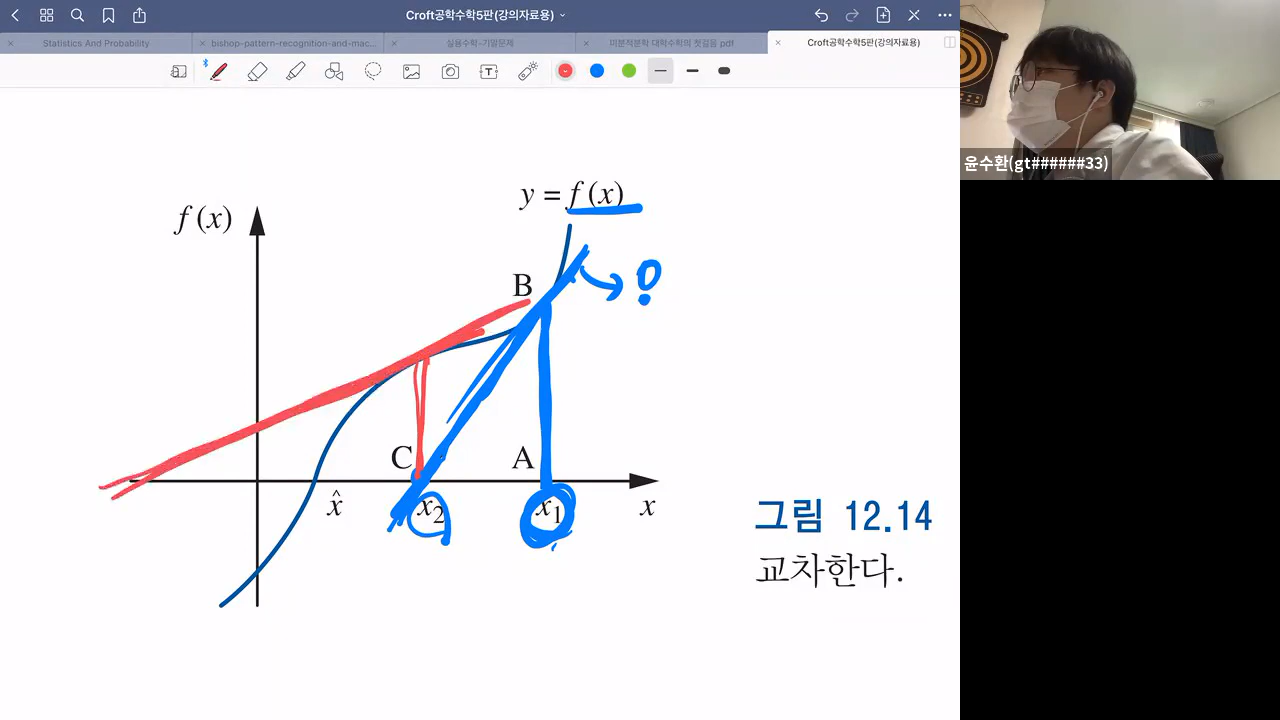 Croft공학수학5판(강의자료용)
Statistics And Probability
bishop-pattern-recognition-and-mac...
실용수학-기말문제
미분적분학 대학수학의 첫걸음.pdf
Croft공학수학5판(강의자료용)
윤수환(gt######33)
y = f (x)
f (x)
B
C
A
x̂
x₂
x₁
x
그림 12.14
교차한다.